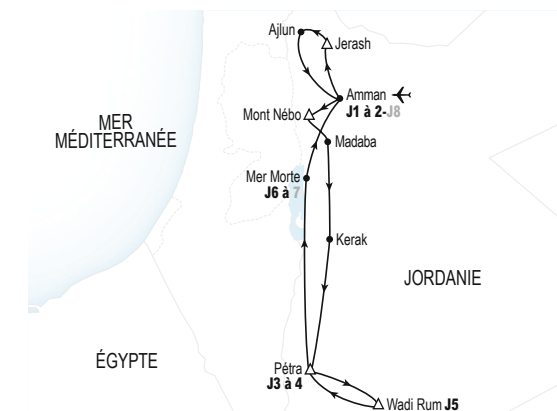 Ajlun
Jerash
Amman
J1 à 2-J8
MER
MÉDITERRANÉE
Mont Nébo
Madaba
Mer Morte
J6 à 7
Kerak
JORDANIE
ÉGYPTE
Pétra
J3 à 4
Wadi Rum J5